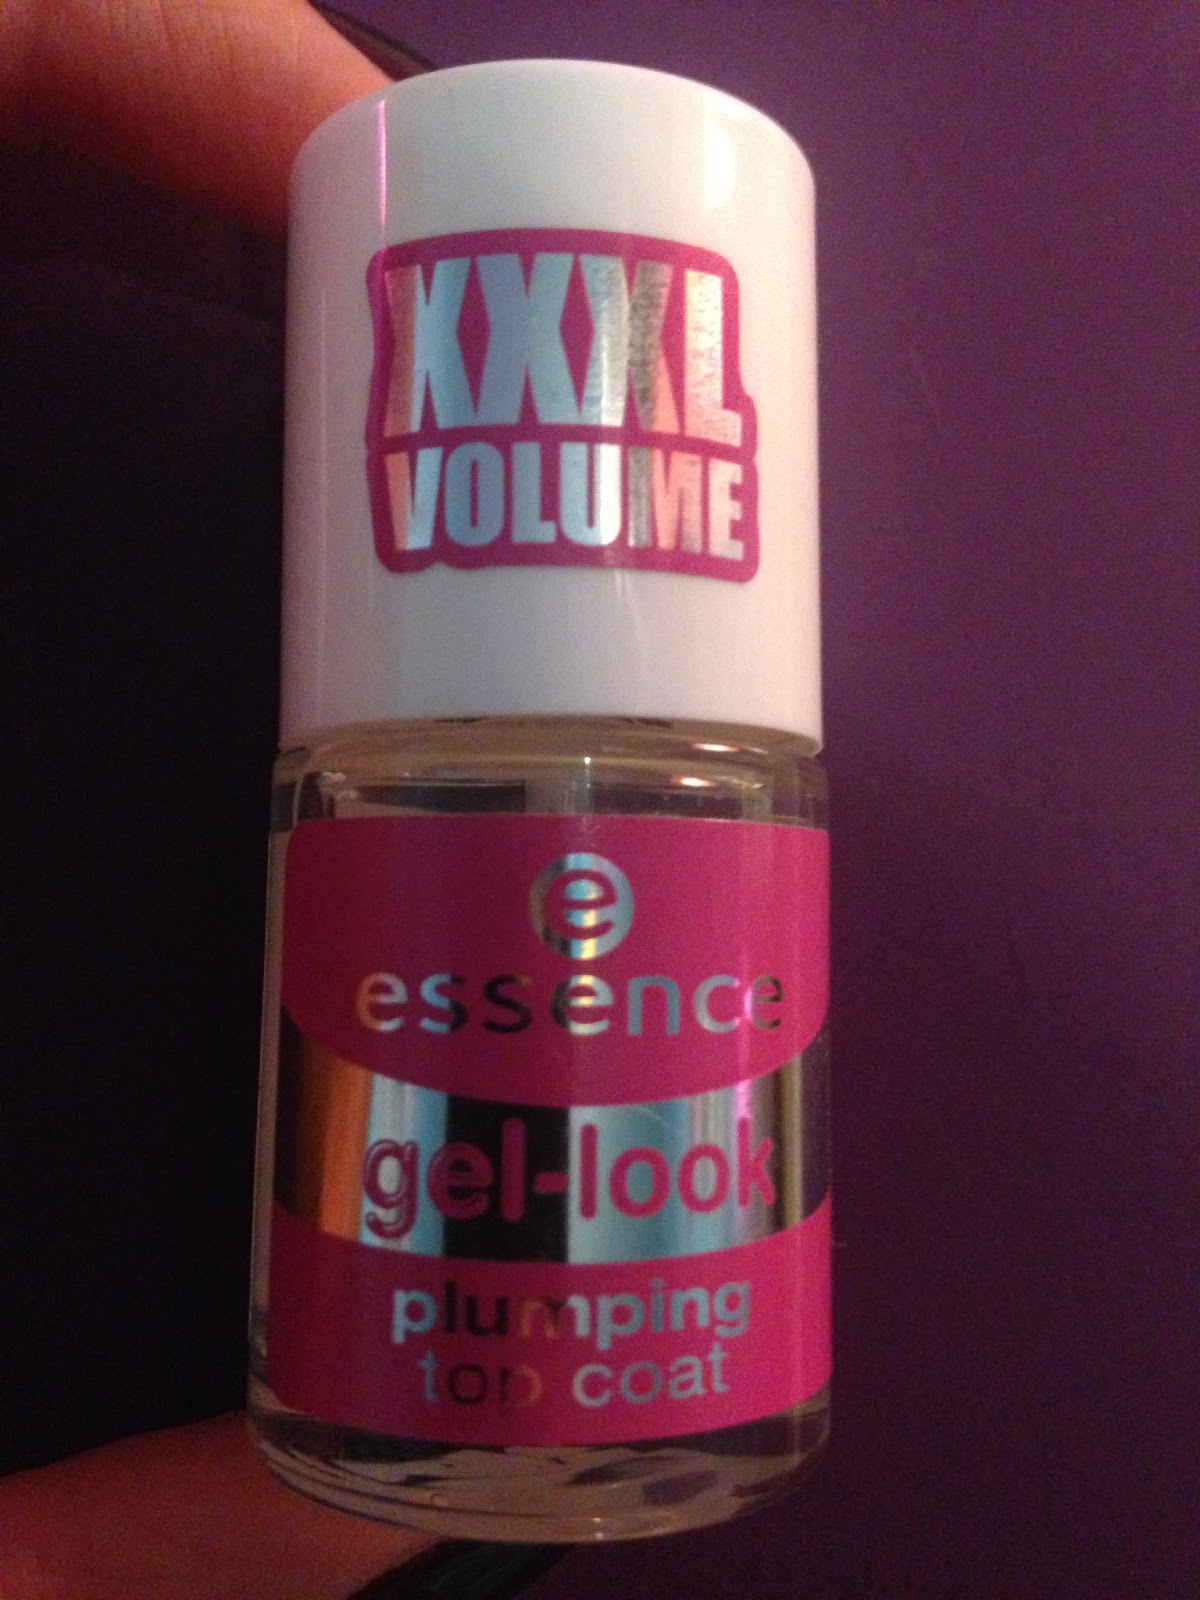 XXXL
VOLUME
e
essence
gel-look
plumping
top coat